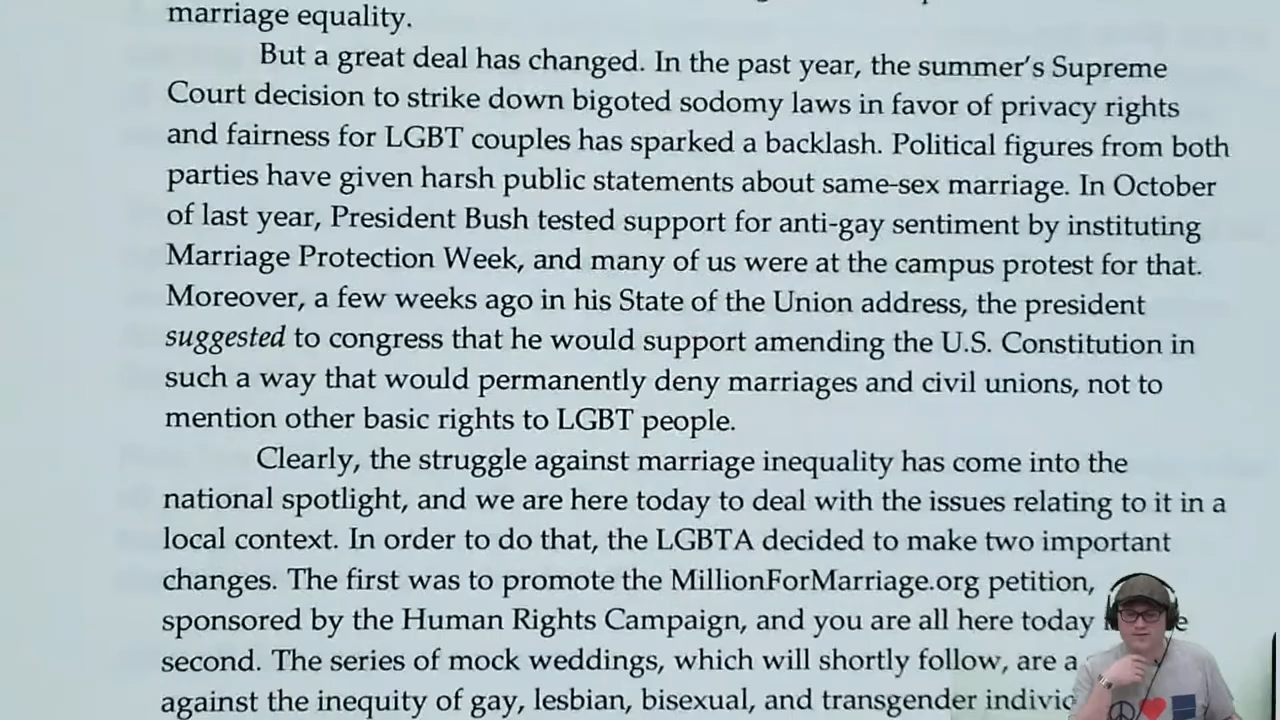 marriage equality.
But a great deal has changed. In the past year, the summer's Supreme
Court decision to strike down bigoted sodomy laws in favor of privacy rights
and fairness for LGBT couples has sparked a backlash. Political figures from both
parties have given harsh public statements about same-sex marriage. In October
of last year, President Bush tested support for anti-gay sentiment by instituting
Marriage Protection Week, and many of us were at the campus protest for that.
Moreover, a few weeks ago in his State of the Union address, the president
suggested to congress that he would support amending the U.S. Constitution in
such a way that would permanently deny marriages and civil unions, not to
mention other basic rights to LGBT people.
Clearly, the struggle against marriage inequality has come into the
national spotlight, and we are here today to deal with the issues relating to it in a
local context. In order to do that, the LGBTA decided to make two important
changes. The first was to promote the MillionForMarriage.org petition,
sponsored by the Human Rights Campaign, and you are all here today
second. The series of mock weddings, which will shortly follow, are a
against the inequity of gay, lesbian, bisexual, and transgender